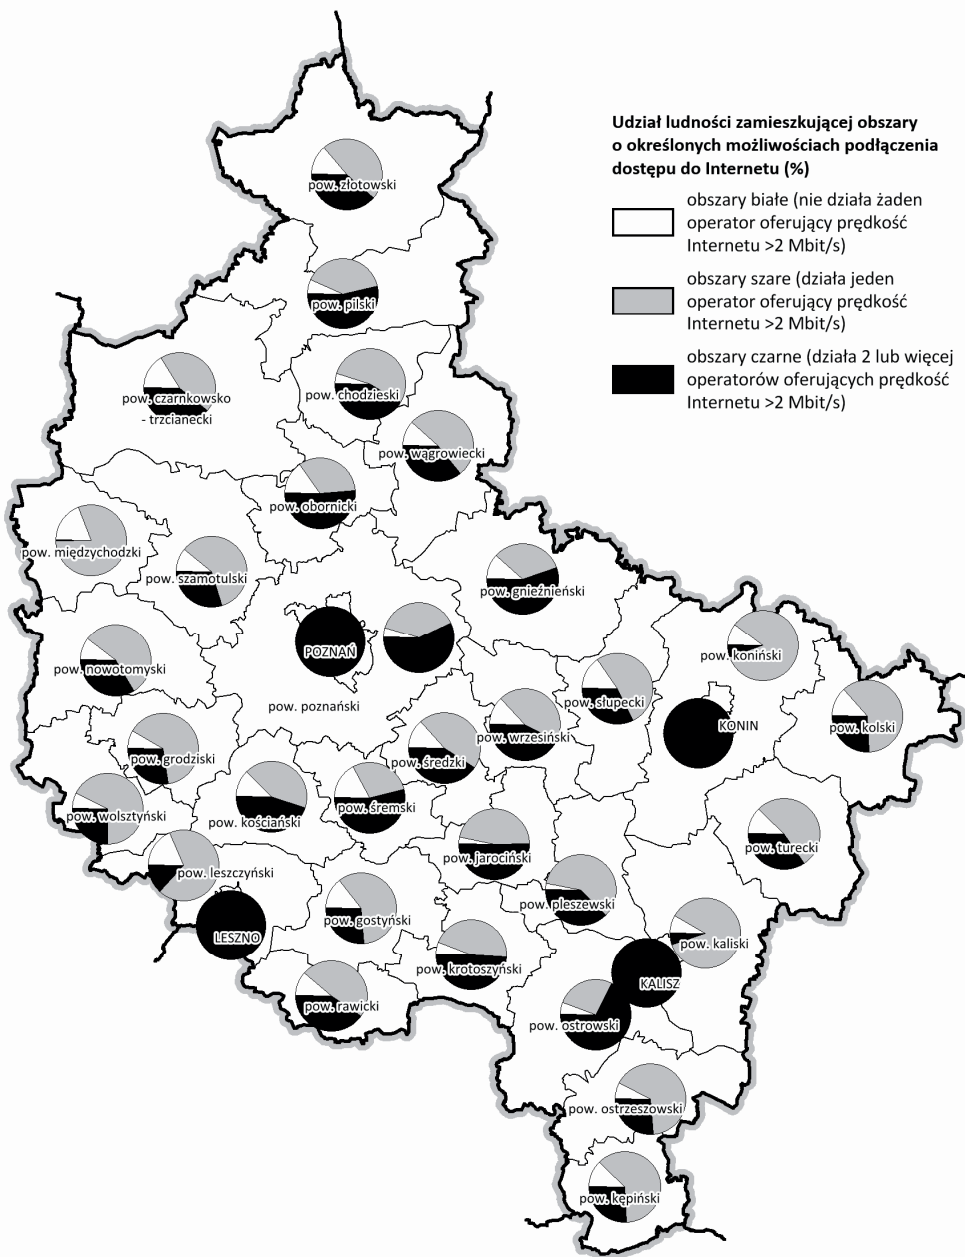 Udział ludności zamieszkującej obszary
o określonych możliwościach podłączenia
dostępu do Internetu (%)
obszary białe (nie działa żaden
operator oferujący prędkość
Internetu >2 Mbit/s)
obszary szare (działa jeden
operator oferujący prędkość
Internetu >2 Mbit/s)
obszary czarne (działa 2 lub więcej
operatorów oferujących prędkość
Internetu >2 Mbit/s)
pow. złotowski
pow. pilski
pow. czarnkowsko
- trzcianecki
pow. chodzieski
pow. wągrowiecki
pow. obornicki
pow. międzychodzki
pow. szamotulski
pow. gnieźnieński
POZNAŃ
pow. nowotomyski
pow. koniński
pow. poznański
pow. słupecki
KONIN
pow. kolski
pow. wrzesiński
pow. grodziski
pow. średzki
pow. wolsztyński
pow. kościański
pow. śremski
pow. turecki
pow. jarociński
pow. leszczyński
pow. pleszewski
pow. gostyński
LESZNO
pow. kaliski
pow. krotoszyński
KALISZ
pow. rawicki
pow. ostrowski
pow. ostrzeszowski
pow. kępiński